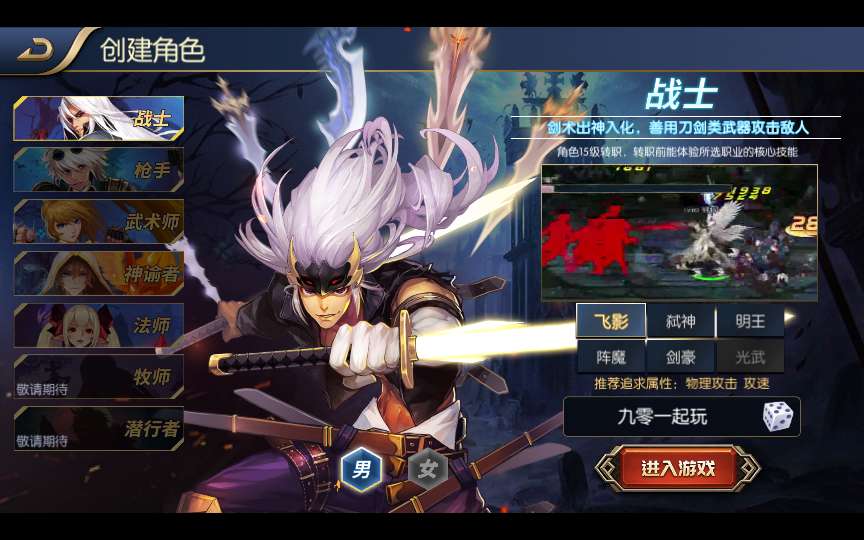 创建角色
战士
枪手
武术师
神谕者
法师
牧师
敬请期待
潜行者
敬请期待
男
女
战士
剑术出神入化，善用刀剑类武器攻击敌人
角色15级转职，转职前能体验所选职业的核心技能
1938
7524
28
飞影
弑神
明王
阵魔
剑豪
光武
推荐追求属性：物理攻击 攻速
九零一起玩
进入游戏